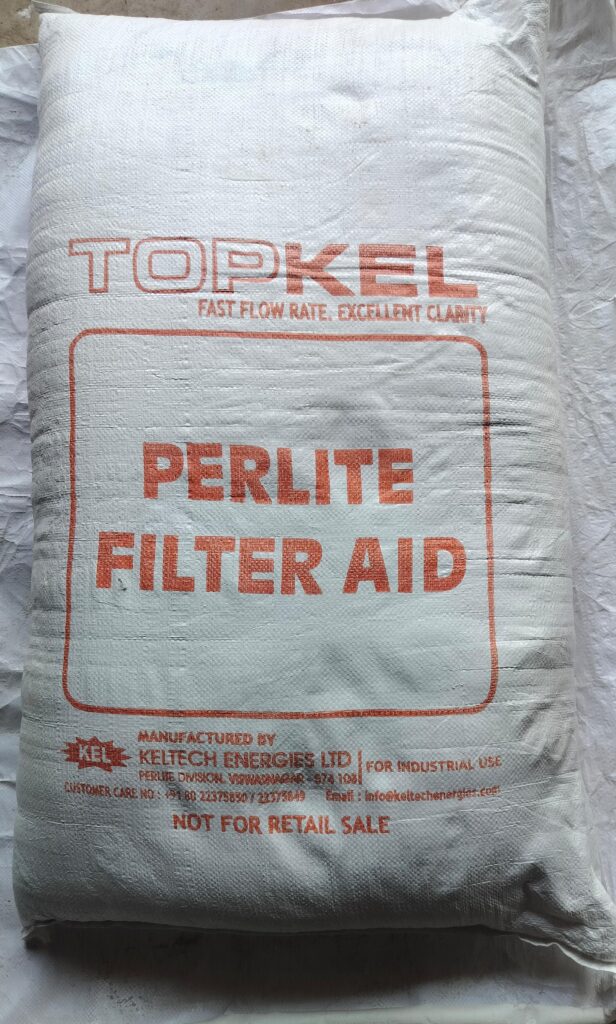 TOPKEL
FAST FLOW RATE, EXCELLENT CLARITY
PERLITE
FILTER AID
KEL
MANUFACTURED BY
KELTECH ENERGIES LTD
PERLITE DIVISION, VISHWASNAGAR - 574 108
FOR INDUSTRIAL USE
CUSTOMER CARE NO : +91 80 22375850 / 22375849 Email : info@keltechenergies.com
NOT FOR RETAIL SALE